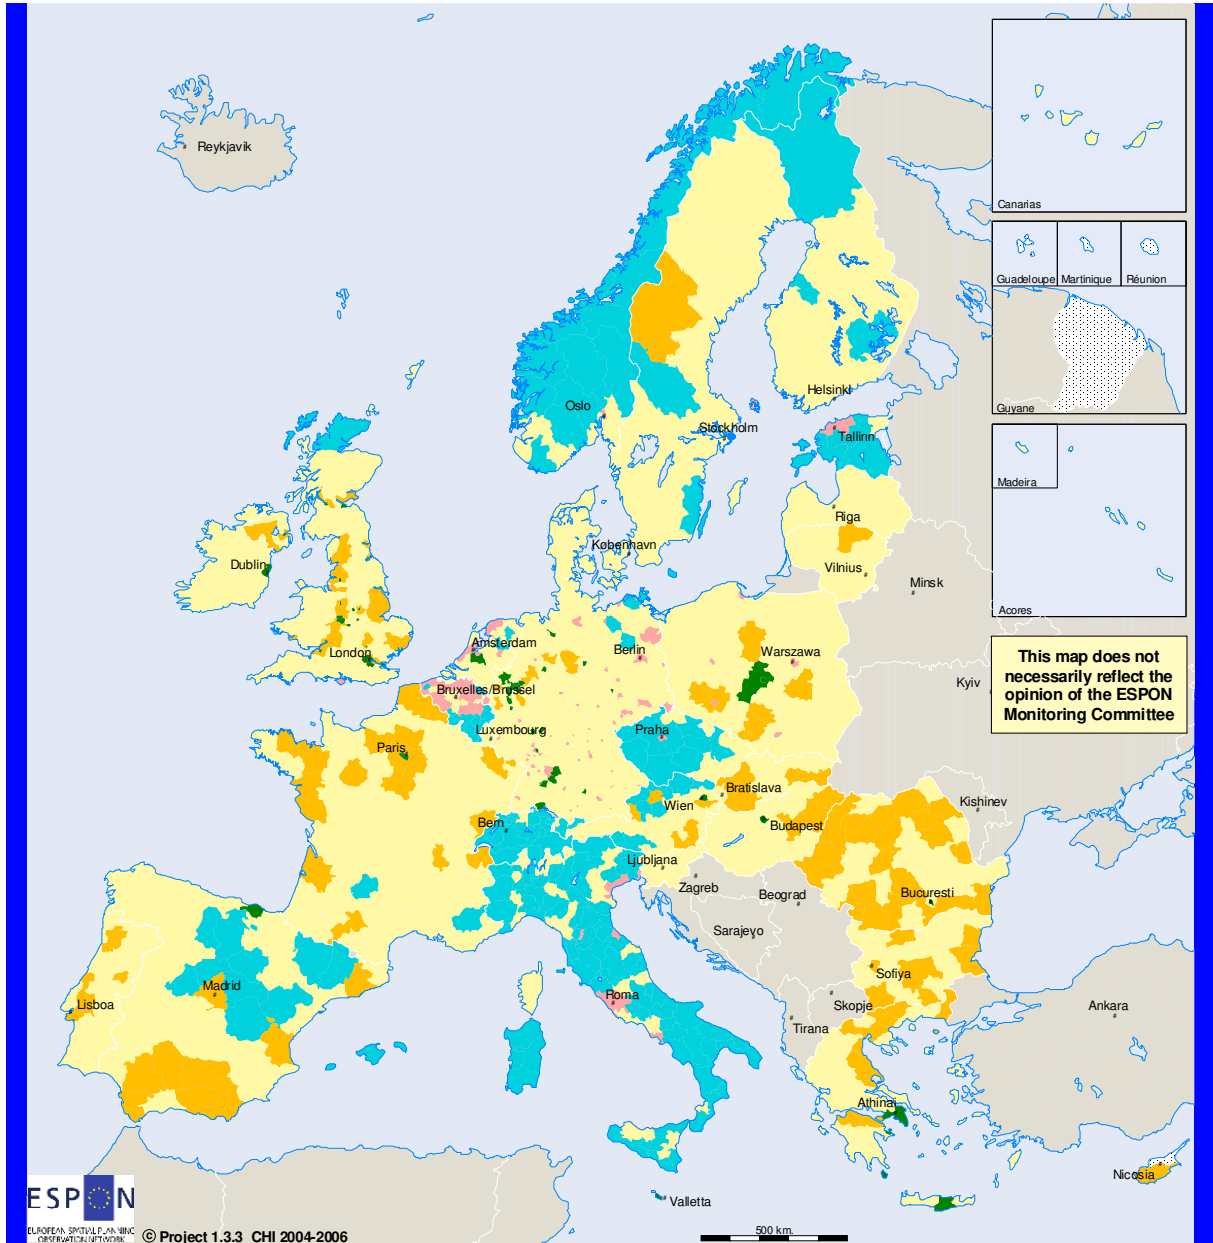 Reykjavik
Canarias
Guadeloupe
Martinique
Réunion
Guyane
Helsinki
Oslo
Stockholm
Tallinn
Madeira
Riga
København
Dublin
Vilnius
Minsk
Acores
Amsterdam
Berlin
Warszawa
London
This map does not
necessarily reflect the
opinion of the ESPON
Monitoring Committee
Kyiv
Bruxelles/Brussel
Luxembourg
Praha
Paris
Bratislava
Wien
Kishinev
Bern
Budapest
Ljubljana
Zagreb
Beograd
Bucuresti
Sarajevo
Sofiya
Madrid
Roma
Lisboa
Skopje
Ankara
Tirana
Athinai
Nicosia
Valletta
ESPON
EUROPEAN SPATIAL PLANNING
OBSERVATION NETWORK
© Project 1.3.3 CHI 2004-2006
500 km.